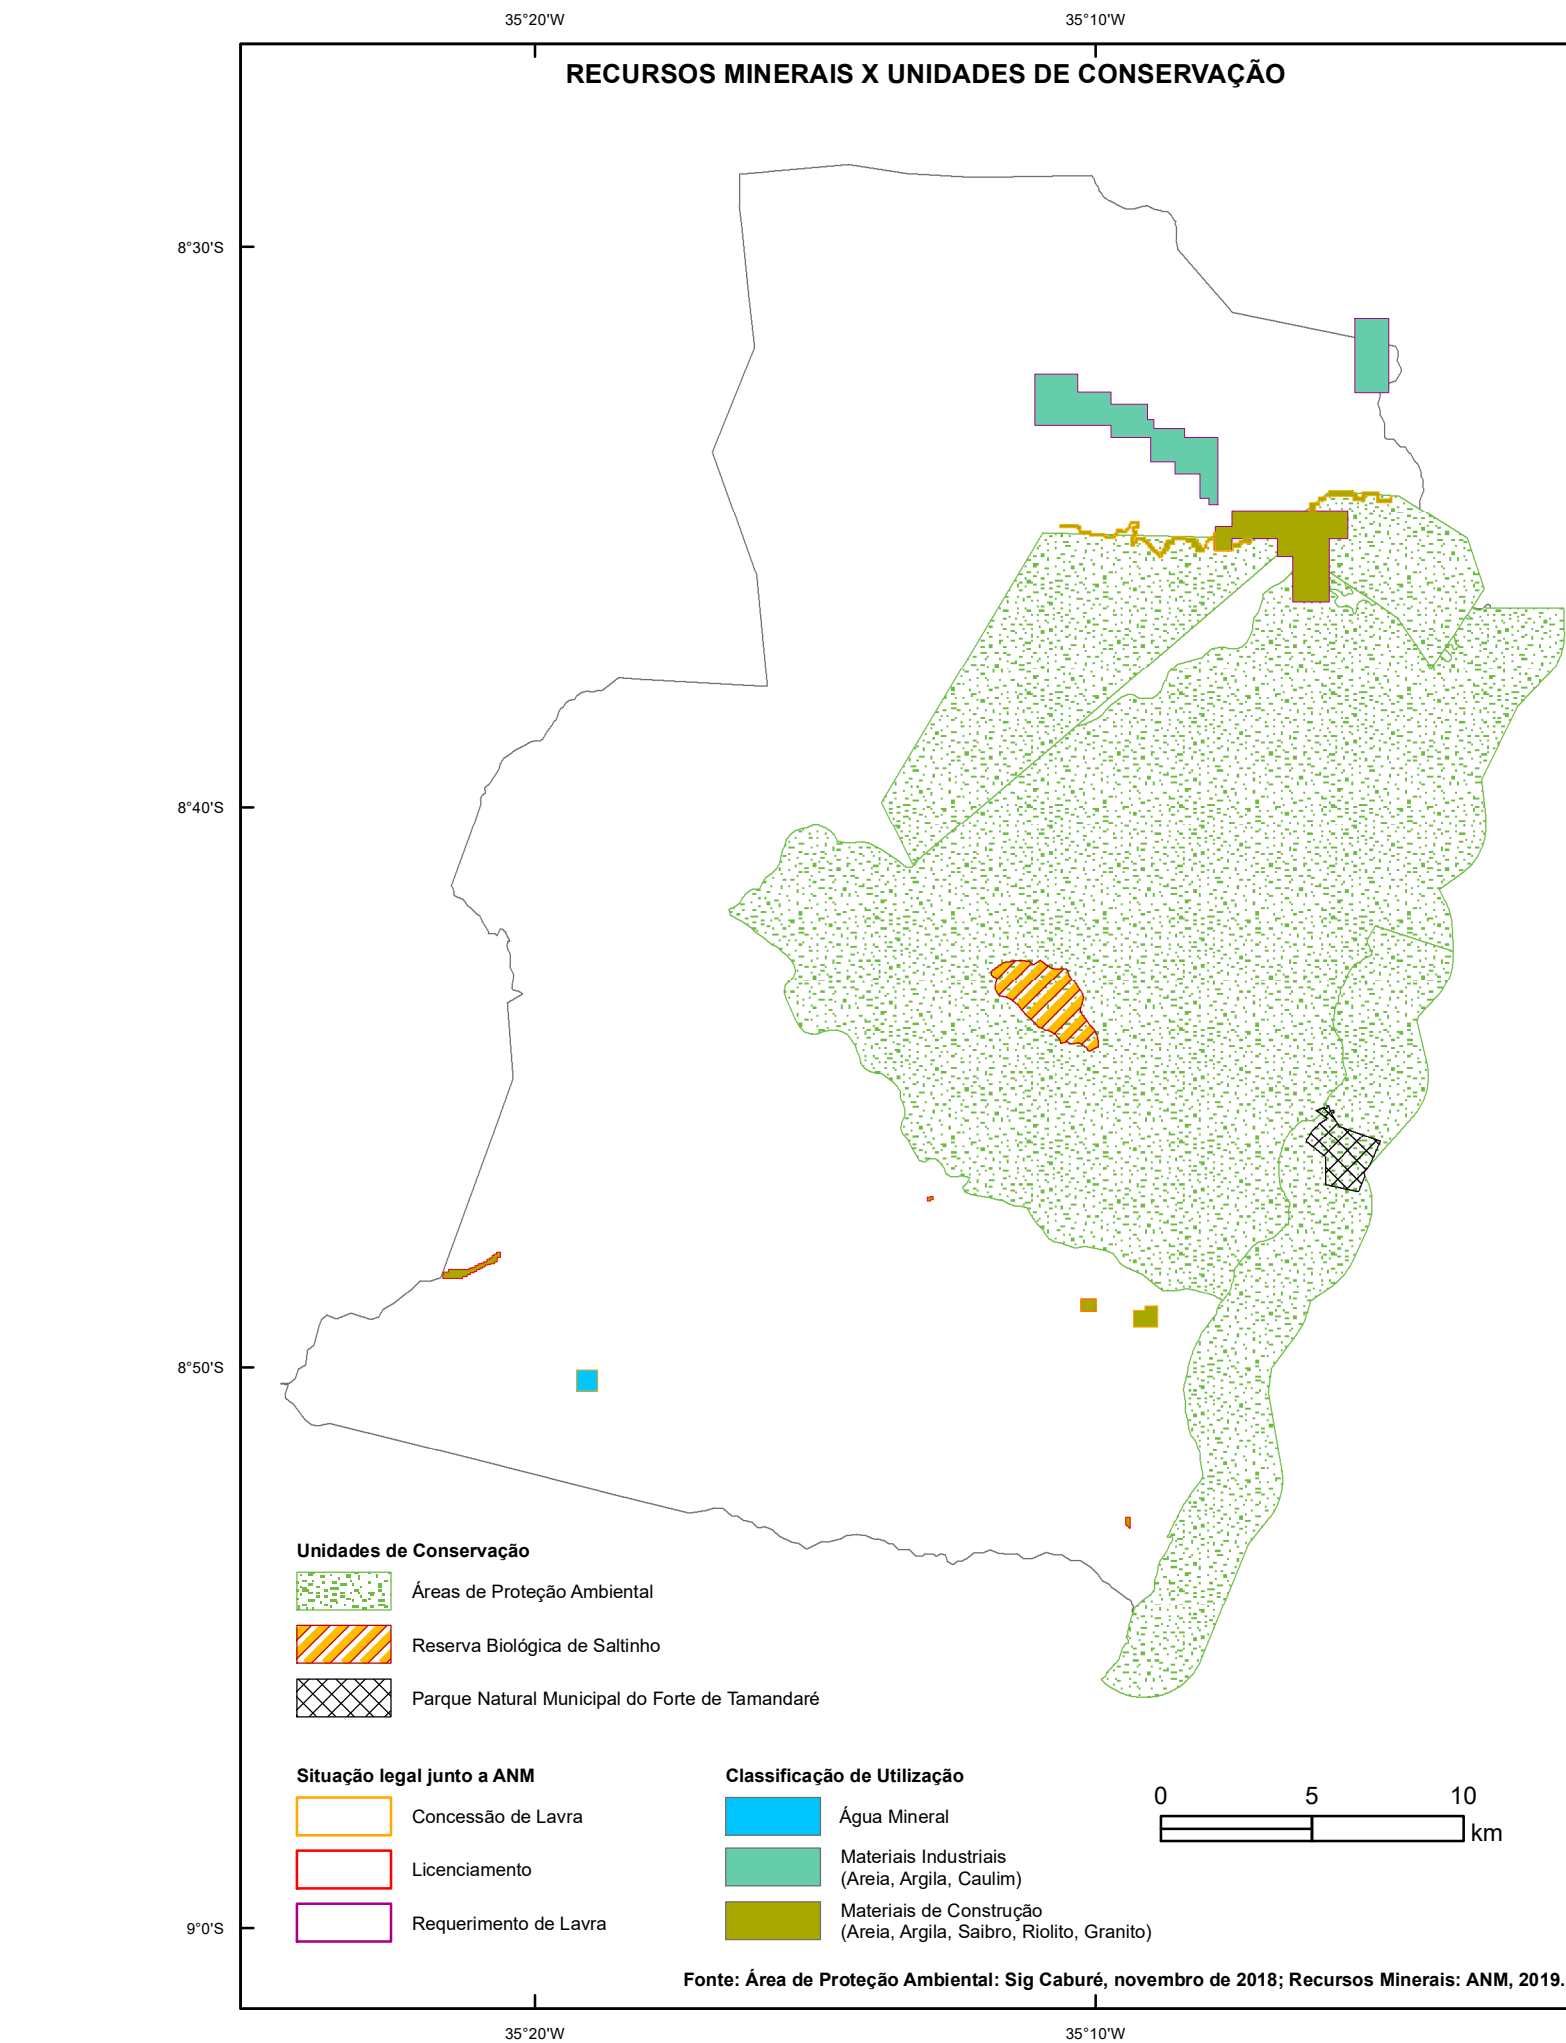 35°20'W
35°10'W
RECURSOS MINERAIS X UNIDADES DE CONSERVAÇÃO
8°30'S
8°40'S
8°50'S
9°0'S
Unidades de Conservação
Áreas de Proteção Ambiental
Reserva Biológica de Saltinho
Parque Natural Municipal do Forte de Tamandaré
Situação legal junto a ANM
Concessão de Lavra
Licenciamento
Requerimento de Lavra
Classificação de Utilização
Água Mineral
Materiais Industriais
(Areia, Argila, Caulim)
Materiais de Construção
(Areia, Argila, Saibro, Riolito, Granito)
0 5 10
km
Fonte: Área de Proteção Ambiental: Sig Caburé, novembro de 2018; Recursos Minerais: ANM, 2019.
35°20'W
35°10'W